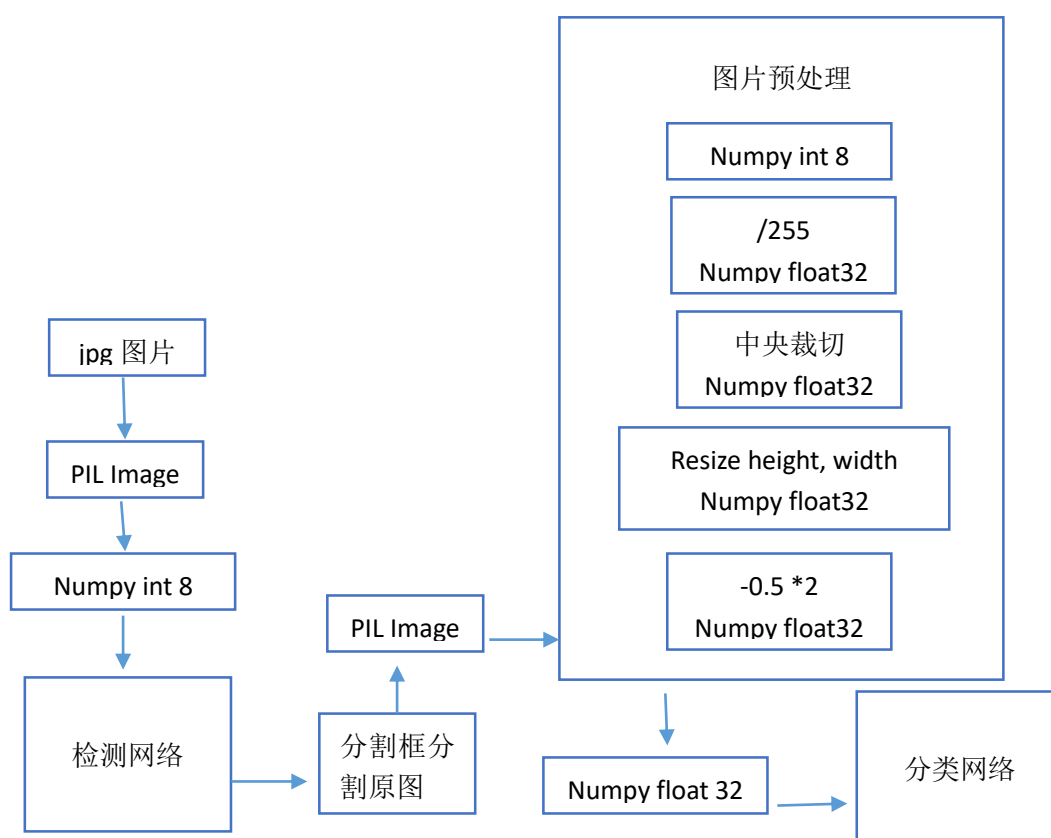 jpg 图片
PIL Image
Numpy int 8
检测网络
分割框分
割原图
PIL Image
图片预处理
Numpy int 8
/255
Numpy float32
中央裁切
Numpy float32
Resize height, width
Numpy float32
-0.5 *2
Numpy float32
Numpy float 32
分类网络